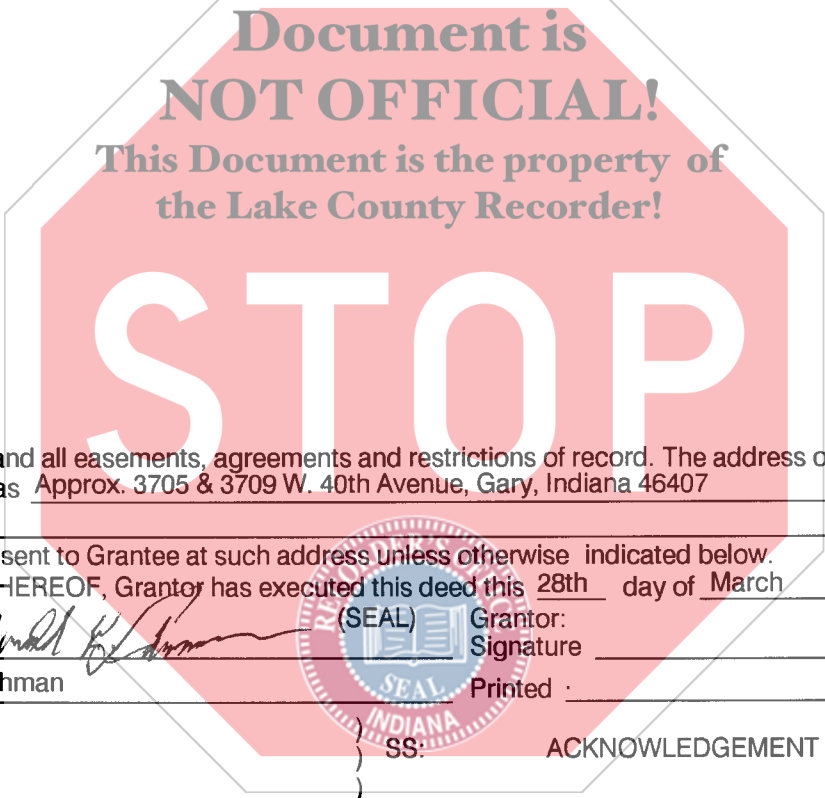 Document is
NOT OFFICIAL!
This Document is the property of
the Lake County Recorder!
STOP
and all easements, agreements and restrictions of record. The address o
as Approx. 3705 & 3709 W. 40th Avenue, Gary, Indiana 46407
sent to Grantee at such address unless otherwise indicated below.
HEREOF, Grantor has executed this deed this 28th day of March
(SEAL) Grantor:
Signature
hman Printed
RECORDER'S OFFICE
SEAL
INDIANA
) SS: ACKNOWLEDGEMENT